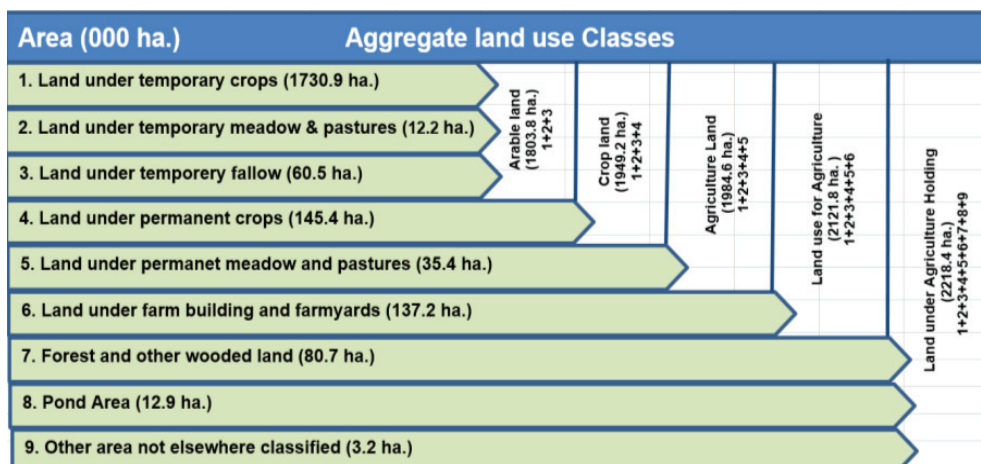 Area (000 ha.) Aggregate land use Classes
1. Land under temporary crops (1730.9 ha.)
2. Land under temporary meadow & pastures (12.2 ha.)
3. Land under temporery fallow (60.5 ha.)
4. Land under permanent crops (145.4 ha.)
5. Land under permanet meadow and pastures (35.4 ha.)
6. Land under farm building and farmyards (137.2 ha.)
7. Forest and other wooded land (80.7 ha.)
8. Pond Area (12.9 ha.)
9. Other area not elsewhere classified (3.2 ha.)
Arable land
(1803.8 ha.)
1+2+3
Crop land
(1949.2 ha.)
1+2+3+4
Agriculture Land
(1984.6 ha.)
1+2+3+4+5
Land use for Agriculture
(2121.8 ha. )
1+2+3+4+5+6
Land under Agriculture Holding
(2218.4 ha.)
1+2+3+4+5+6+7+8+9